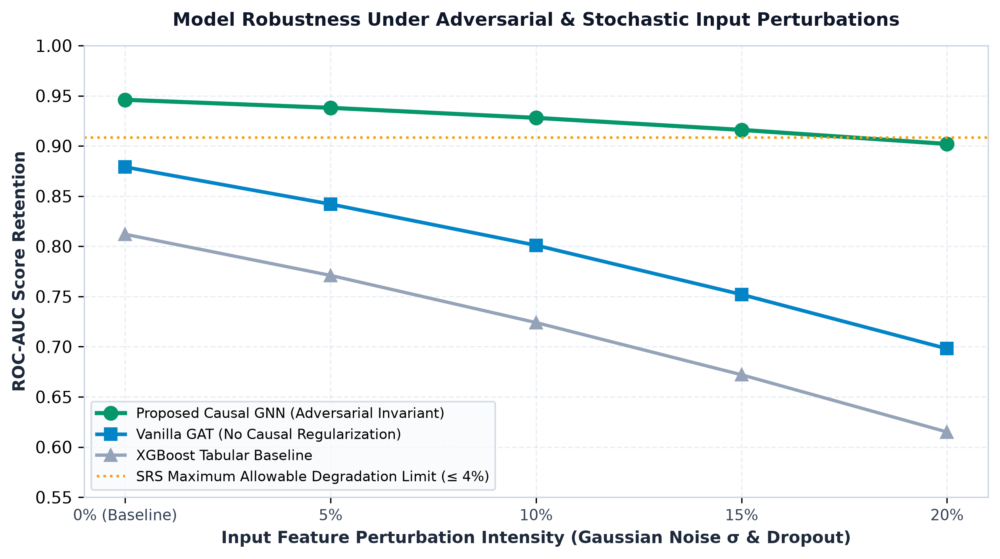 Model Robustness Under Adversarial & Stochastic Input Perturbations
ROC-AUC Score Retention
1.00
0.95
0.90
0.85
0.80
0.75
0.70
0.65
0.60
0.55
Proposed Causal GNN (Adversarial Invariant)
Vanilla GAT (No Causal Regularization)
XGBoost Tabular Baseline
SRS Maximum Allowable Degradation Limit (≤ 4%)
0% (Baseline) 5% 10% 15% 20%
Input Feature Perturbation Intensity (Gaussian Noise σ & Dropout)